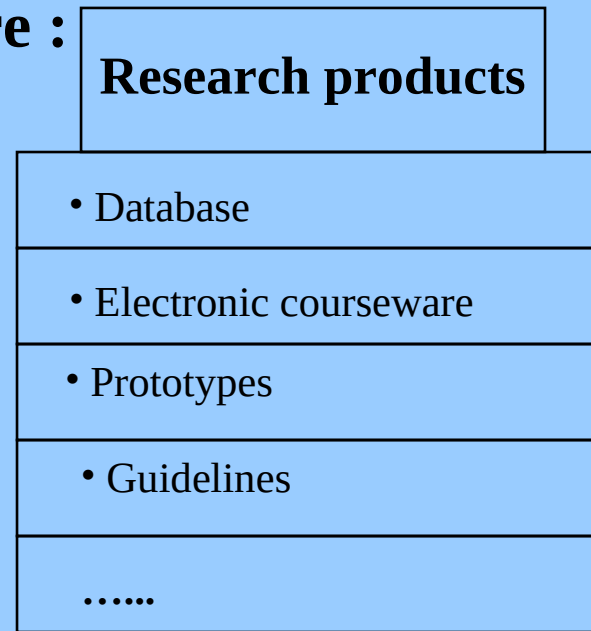 e :
Research products
• Database
• Electronic courseware
• Prototypes
• Guidelines
…...